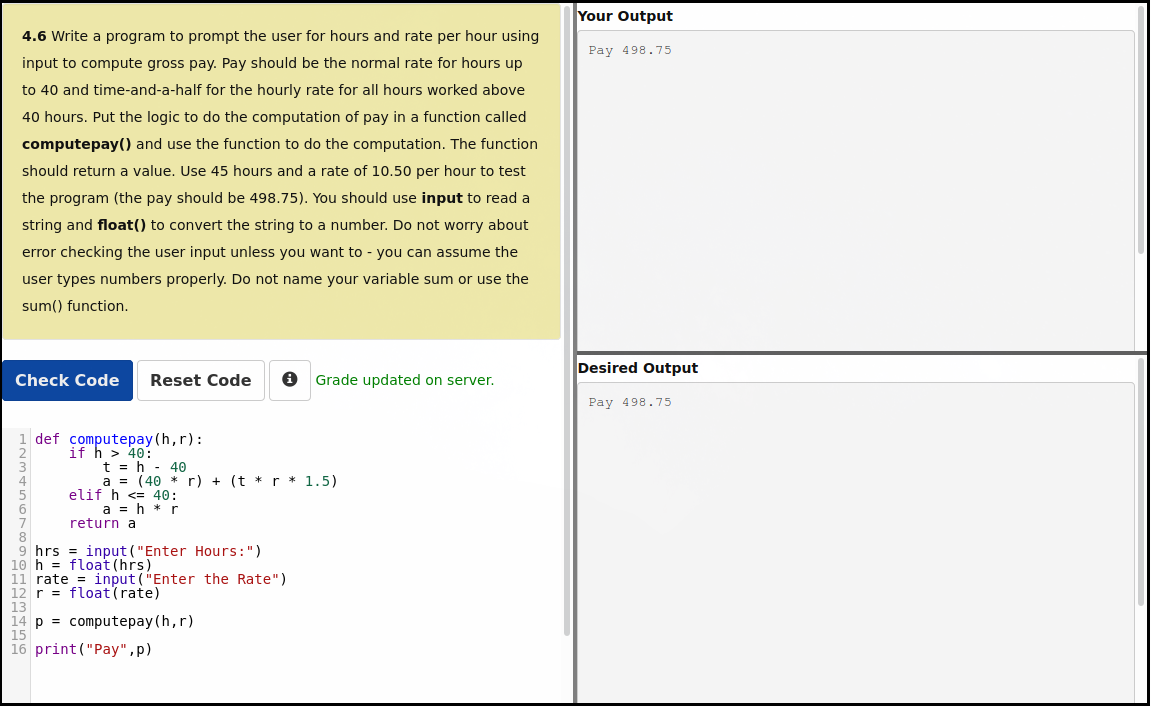 4.6 Write a program to prompt the user for hours and rate per hour using
input to compute gross pay. Pay should be the normal rate for hours up
to 40 and time-and-a-half for the hourly rate for all hours worked above
40 hours. Put the logic to do the computation of pay in a function called
computepay() and use the function to do the computation. The function
should return a value. Use 45 hours and a rate of 10.50 per hour to test
the program (the pay should be 498.75). You should use input to read a
string and float() to convert the string to a number. Do not worry about
error checking the user input unless you want to - you can assume the
user types numbers properly. Do not name your variable sum or use the
sum() function.
Check Code Reset Code Grade updated on server.
1 def computepay(h,r):
2     if h > 40:
3         t = h - 40
4         a = (40 * r) + (t * r * 1.5)
5     elif h <= 40:
6         a = h * r
7     return a
8
9 hrs = input("Enter Hours:")
10 h = float(hrs)
11 rate = input("Enter the Rate")
12 r = float(rate)
13
14 p = computepay(h,r)
15
16 print("Pay",p)
Your Output
Pay 498.75
Desired Output
Pay 498.75